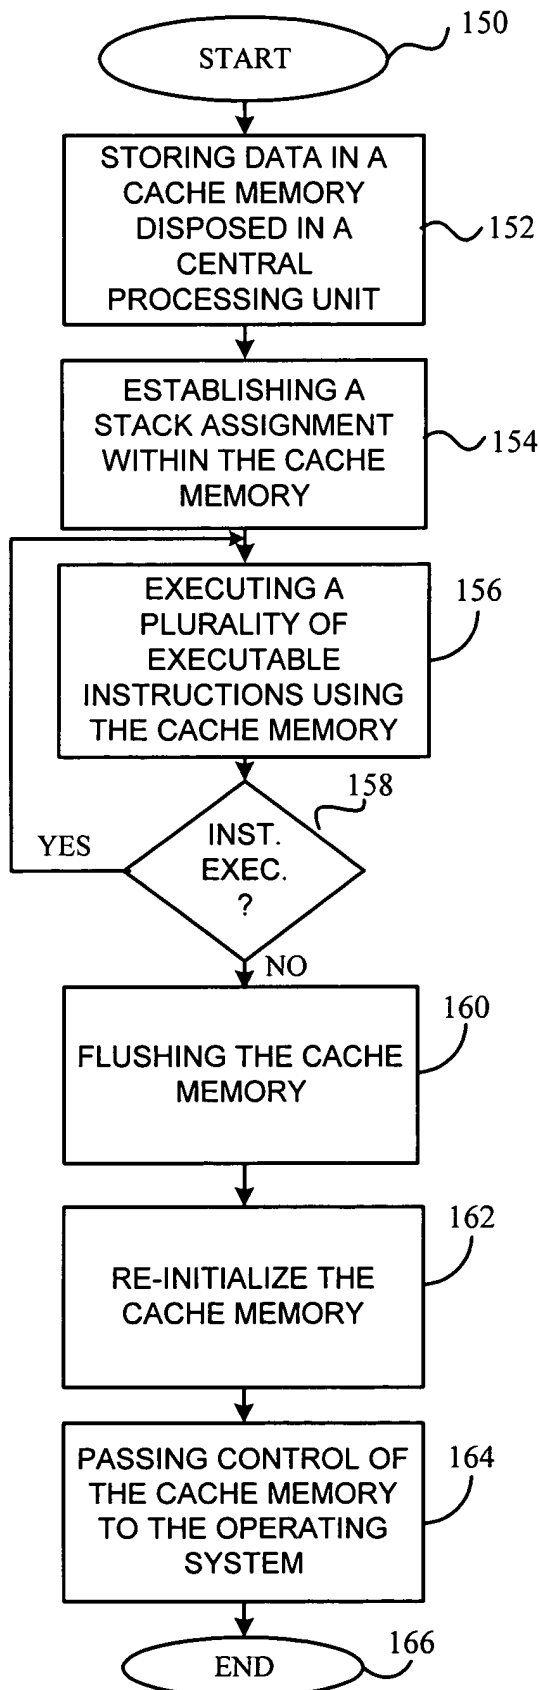 150
START
STORING DATA IN A
CACHE MEMORY
DISPOSED IN A
CENTRAL
PROCESSING UNIT
152
ESTABLISHING A
STACK ASSIGNMENT
WITHIN THE CACHE
MEMORY
154
EXECUTING A
PLURALITY OF
EXECUTABLE
INSTRUCTIONS USING
THE CACHE MEMORY
156
158
INST.
EXEC.
?
YES
NO
160
FLUSHING THE CACHE
MEMORY
162
RE-INITIALIZE THE
CACHE MEMORY
PASSING CONTROL OF
THE CACHE MEMORY
TO THE OPERATING
SYSTEM
164
END
166